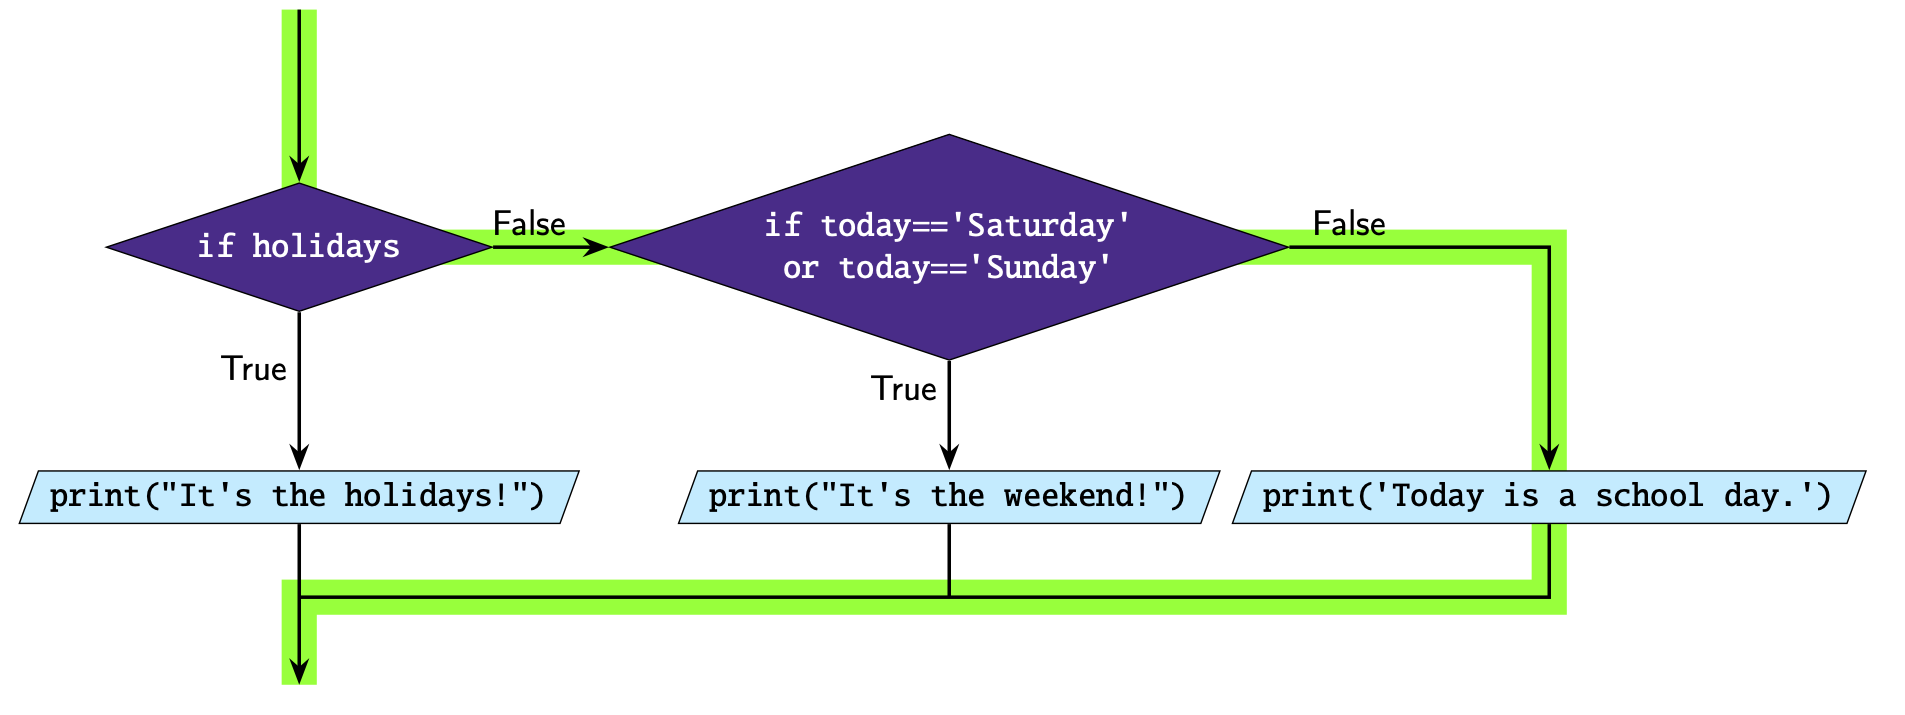 if holidays
False
if today=='Saturday'
or today=='Sunday'
False
True
True
print("It's the holidays!")
print("It's the weekend!")
print('Today is a school day.')